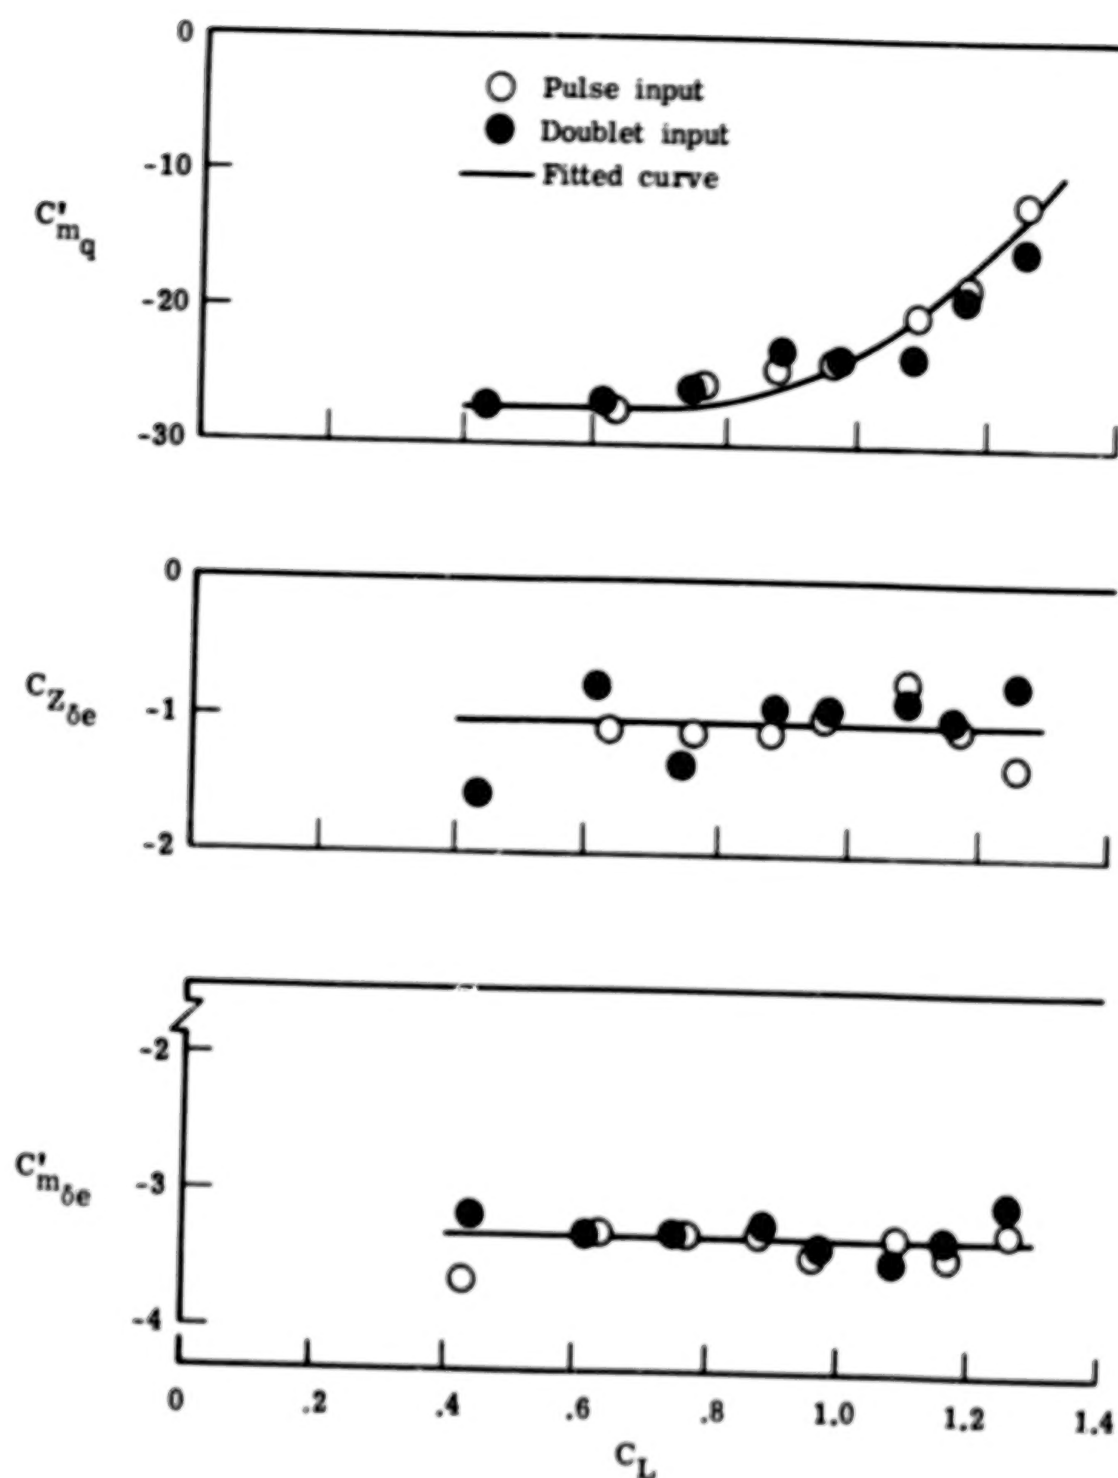 0
Pulse input
Doublet input
Fitted curve
-10
C'mq
-20
-30
0
CZδe
-1
-2
-2
C'mδe
-3
-4
0 .2 .4 .6 .8 1.0 1.2 1.4
CL